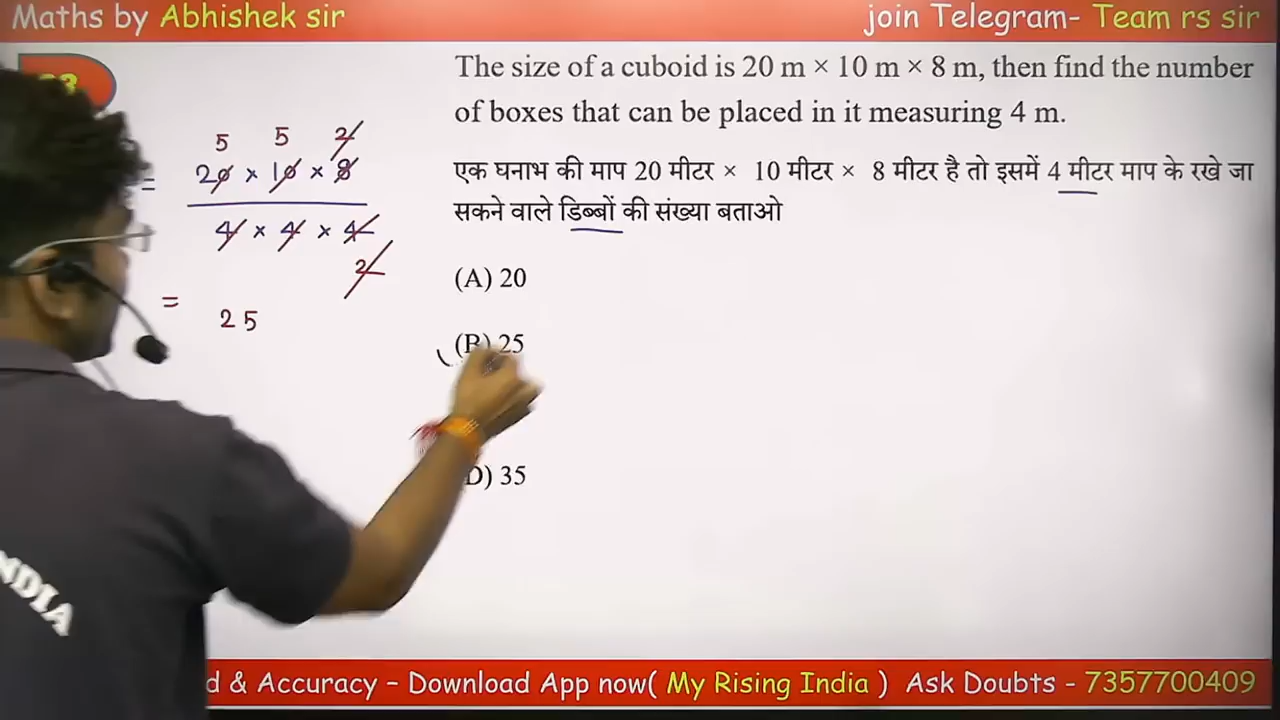 Maths by Abhishek sir
join Telegram- Team rs sir
The size of a cuboid is 20 m × 10 m × 8 m, then find the number
of boxes that can be placed in it measuring 4 m.
एक घनाभ की माप 20 मीटर × 10 मीटर × 8 मीटर है तो इसमें 4 मीटर माप के रखे जा
सकने वाले डिब्बों की संख्या बताओ
5 5 2
= 20 × 10 × 8
4 × 4 × 4
2
= 25
(A) 20
(B) 25
D) 35
NDIA
d & Accuracy – Download App now( My Rising India ) Ask Doubts - 7357700409